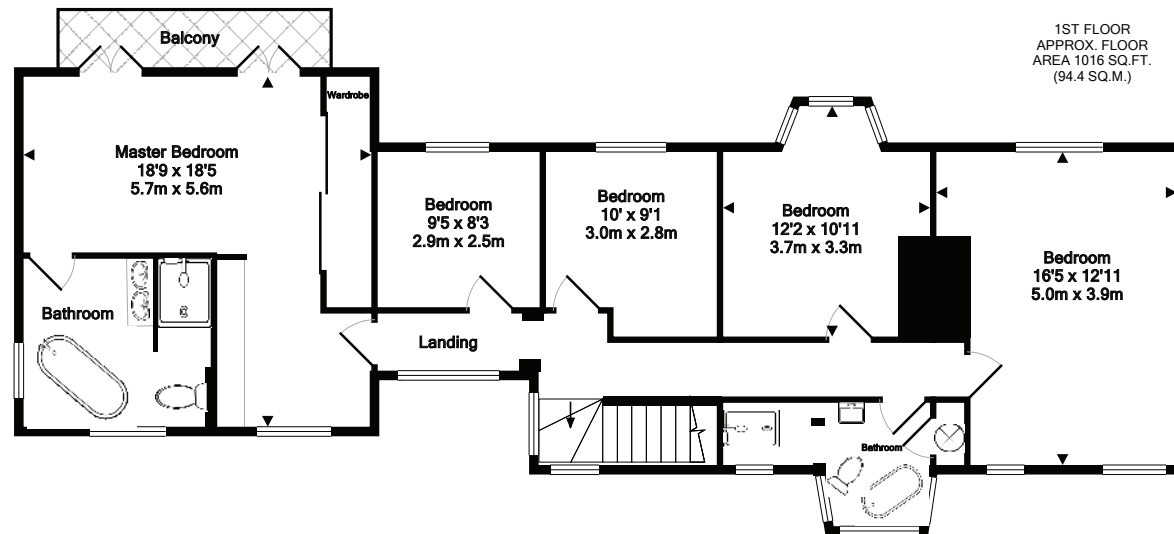 Balcony
1ST FLOOR
APPROX. FLOOR
AREA 1016 SQ.FT.
(94.4 SQ.M.)
Wardrobe
Master Bedroom
18'9 x 18'5
5.7m x 5.6m
Bedroom
9'5 x 8'3
2.9m x 2.5m
Bedroom
10' x 9'1
3.0m x 2.8m
Bedroom
12'2 x 10'11
3.7m x 3.3m
Bedroom
16'5 x 12'11
5.0m x 3.9m
Bathroom
Landing
Bathroom